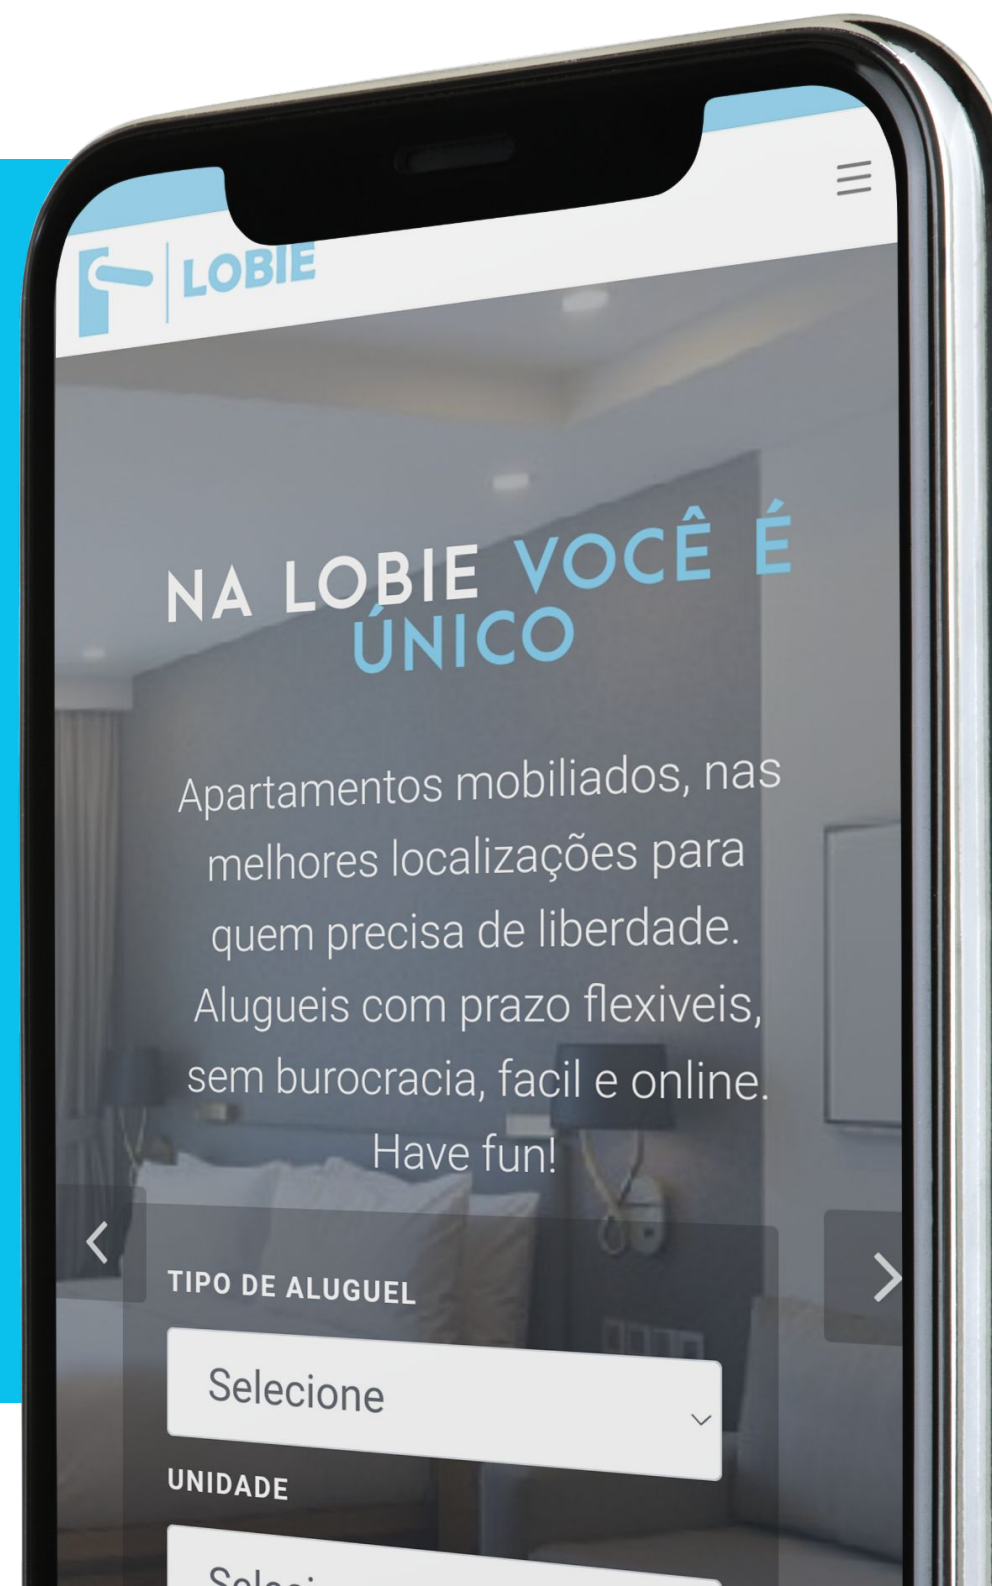 LOBIE
NA LOBIE VOCÊ É
ÚNICO
Apartamentos mobiliados, nas
melhores localizações para
quem precisa de liberdade.
Alugueis com prazo flexiveis,
sem burocracia, facil e online.
Have fun!
TIPO DE ALUGUEL
Selecione
UNIDADE